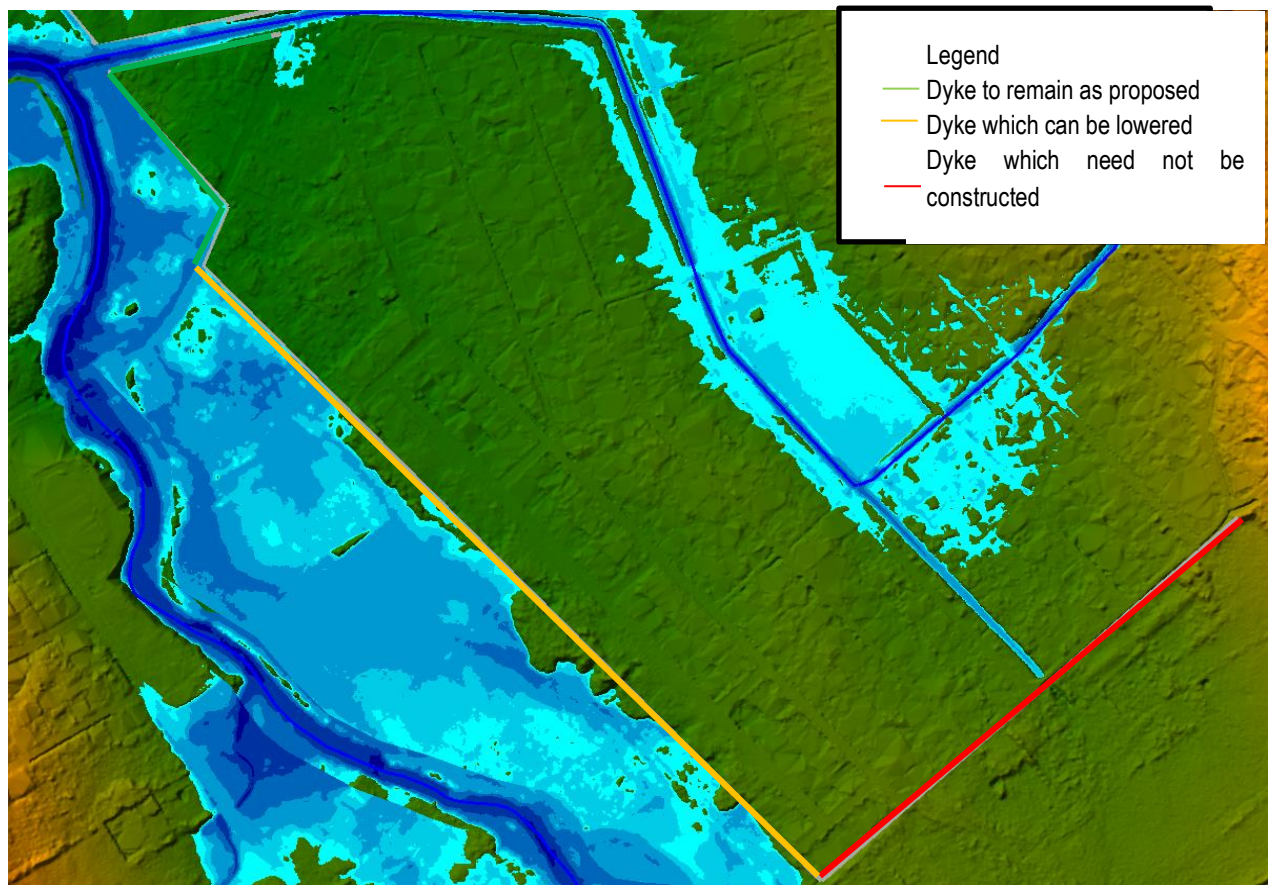 Legend
Dyke to remain as proposed
Dyke which can be lowered
Dyke which need not be
constructed